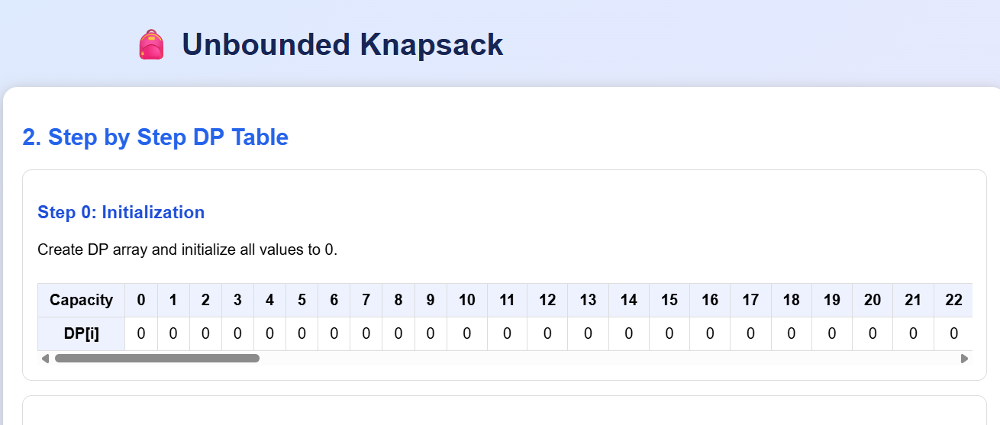 Unbounded Knapsack
2. Step by Step DP Table
Step 0: Initialization
Create DP array and initialize all values to 0.
Capacity 0 1 2 3 4 5 6 7 8 9 10 11 12 13 14 15 16 17 18 19 20 21 22
DP[i] 0 0 0 0 0 0 0 0 0 0 0 0 0 0 0 0 0 0 0 0 0 0 0